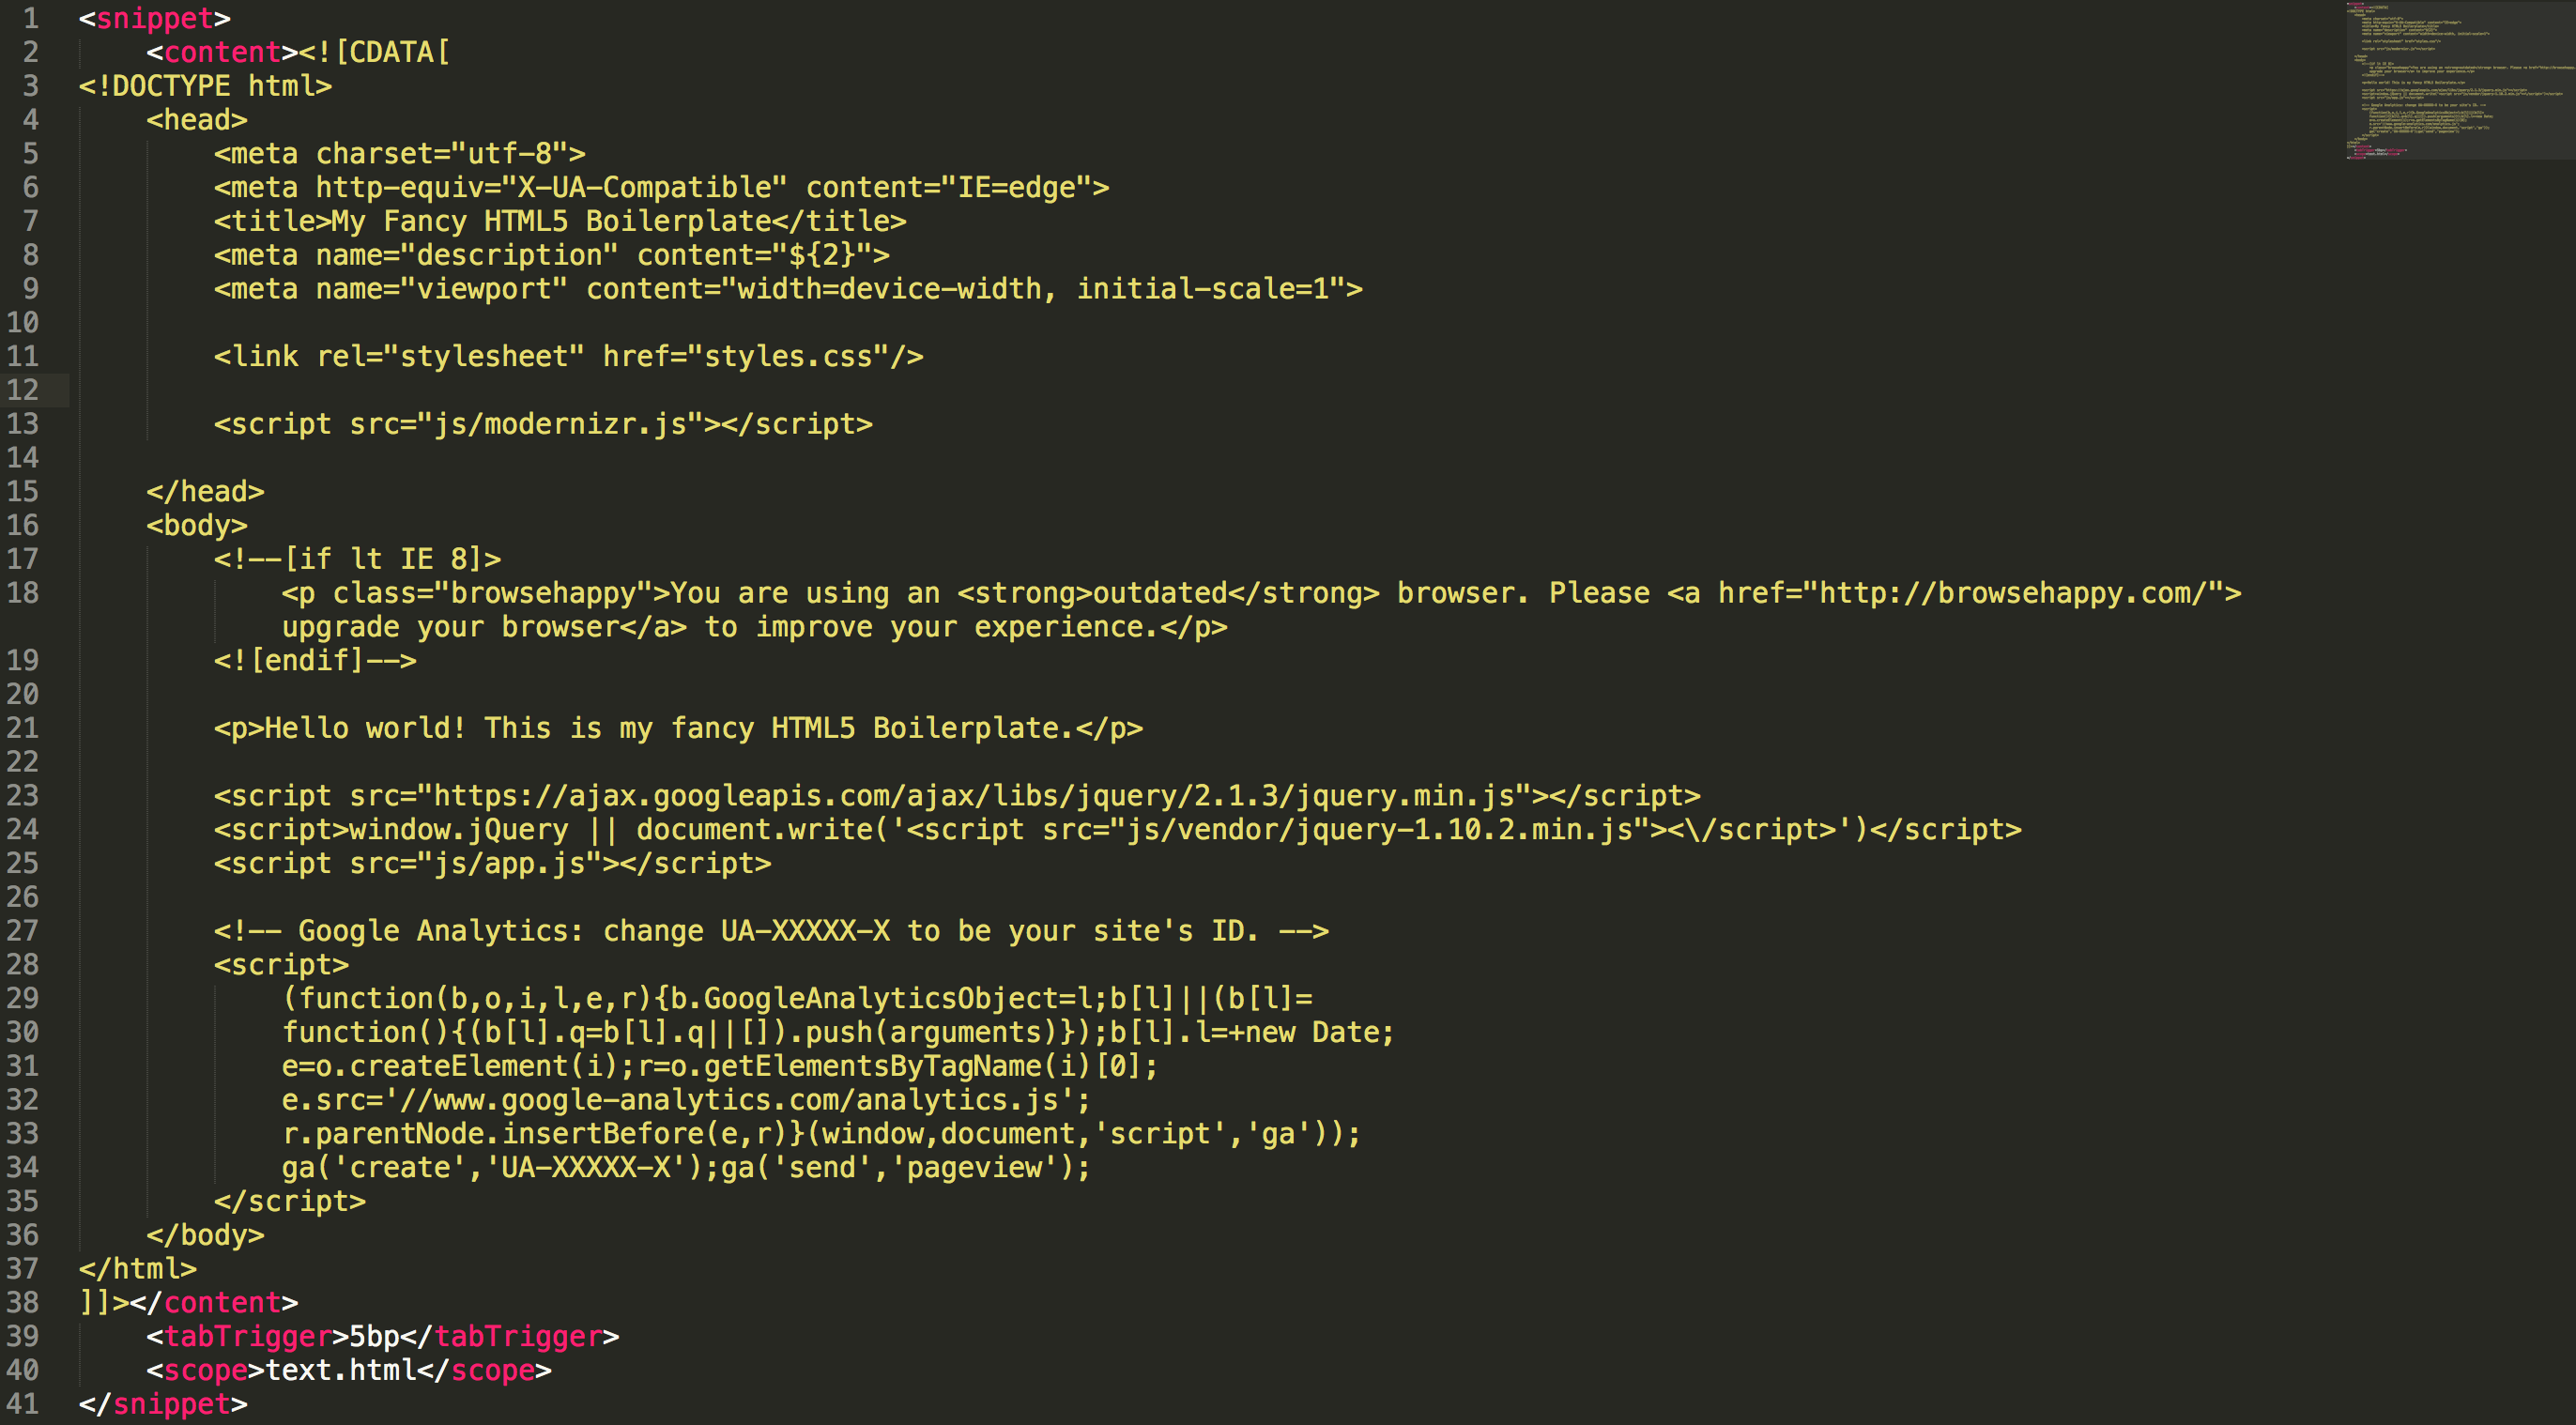 1 <snippet>
2 <content><![CDATA[
3 <!DOCTYPE html>
4 <head>
5 <meta charset="utf-8">
6 <meta http-equiv="X-UA-Compatible" content="IE=edge">
7 <title>My Fancy HTML5 Boilerplate</title>
8 <meta name="description" content="${2}">
9 <meta name="viewport" content="width=device-width, initial-scale=1">
10
11 <link rel="stylesheet" href="styles.css"/>
12
13 <script src="js/modernizr.js"></script>
14
15 </head>
16 <body>
17 <!--[if lt IE 8]>
18 <p class="browsehappy">You are using an <strong>outdated</strong> browser. Please <a href="http://browsehappy.com/">
upgrade your browser</a> to improve your experience.</p>
19 <![endif]-->
20
21 <p>Hello world! This is my fancy HTML5 Boilerplate.</p>
22
23 <script src="https://ajax.googleapis.com/ajax/libs/jquery/2.1.3/jquery.min.js"></script>
24 <script>window.jQuery || document.write('<script src="js/vendor/jquery-1.10.2.min.js"><\/script>')</script>
25 <script src="js/app.js"></script>
26
27 <!-- Google Analytics: change UA-XXXXX-X to be your site's ID. -->
28 <script>
29 (function(b,o,i,l,e,r){b.GoogleAnalyticsObject=l;b[l]||(b[l]=
30 function(){(b[l].q=b[l].q||[]).push(arguments)});b[l].l=+new Date;
31 e=o.createElement(i);r=o.getElementsByTagName(i)[0];
32 e.src='//www.google-analytics.com/analytics.js';
33 r.parentNode.insertBefore(e,r)}(window,document,'script','ga'));
34 ga('create','UA-XXXXX-X');ga('send','pageview');
35 </script>
36 </body>
37 </html>
38 ]]></content>
39 <tabTrigger>5bp</tabTrigger>
40 <scope>text.html</scope>
41 </snippet>